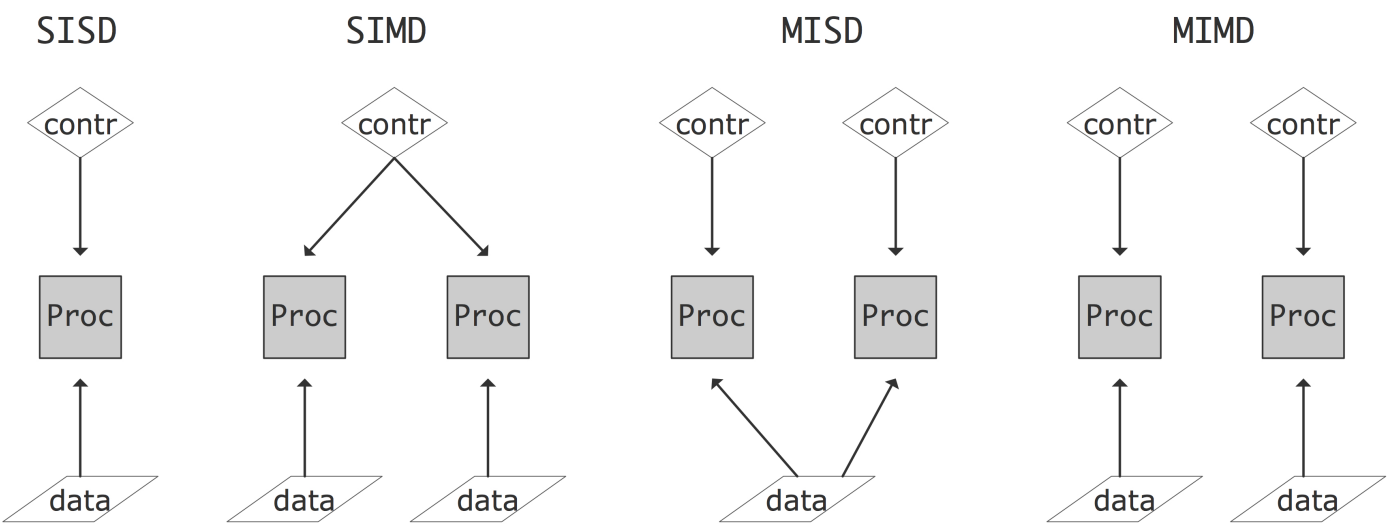 SISD SIMD MISD MIMD
contr contr contr contr contr contr
Proc Proc Proc Proc Proc Proc Proc
data data data data data data